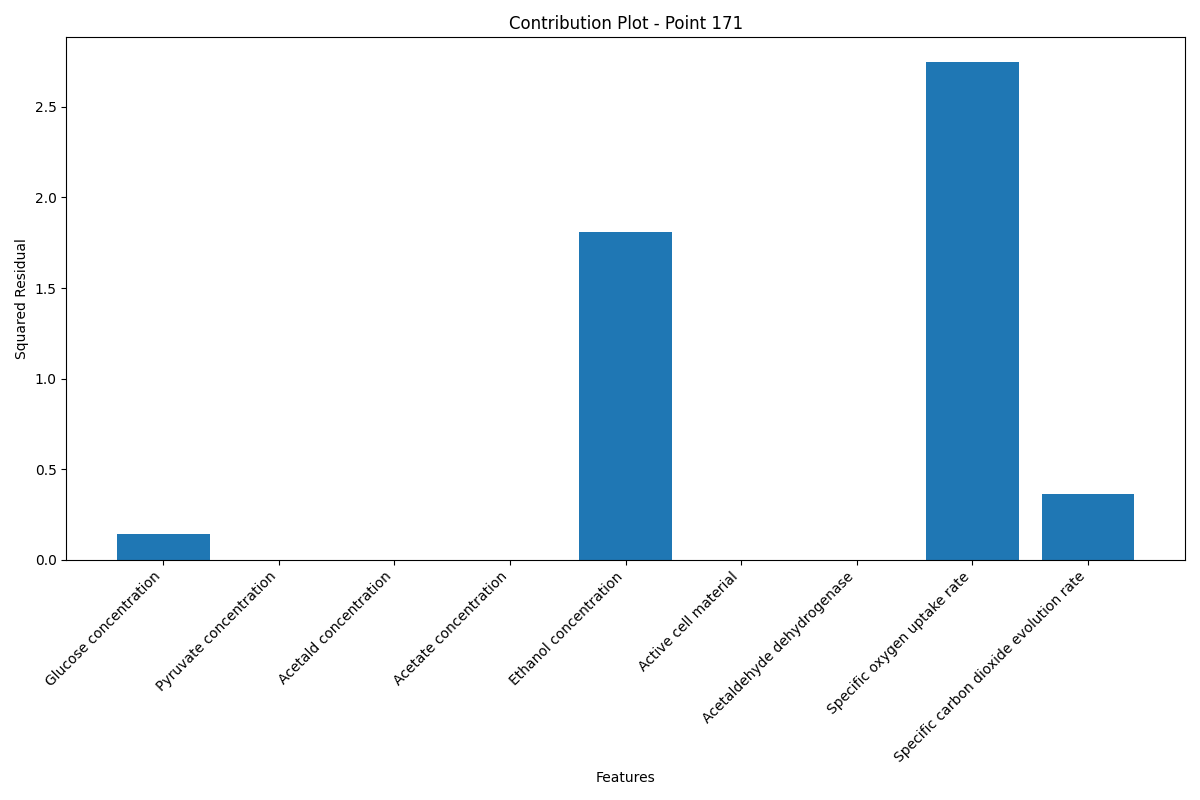 Contribution Plot - Point 171
Squared Residual
2.5
2.0
1.5
1.0
0.5
0.0
Glucose concentration
Pyruvate concentration
Acetald concentration
Acetate concentration
Ethanol concentration
Active cell material
Acetaldehyde dehydrogenase
Specific oxygen uptake rate
Specific carbon dioxide evolution rate
Features